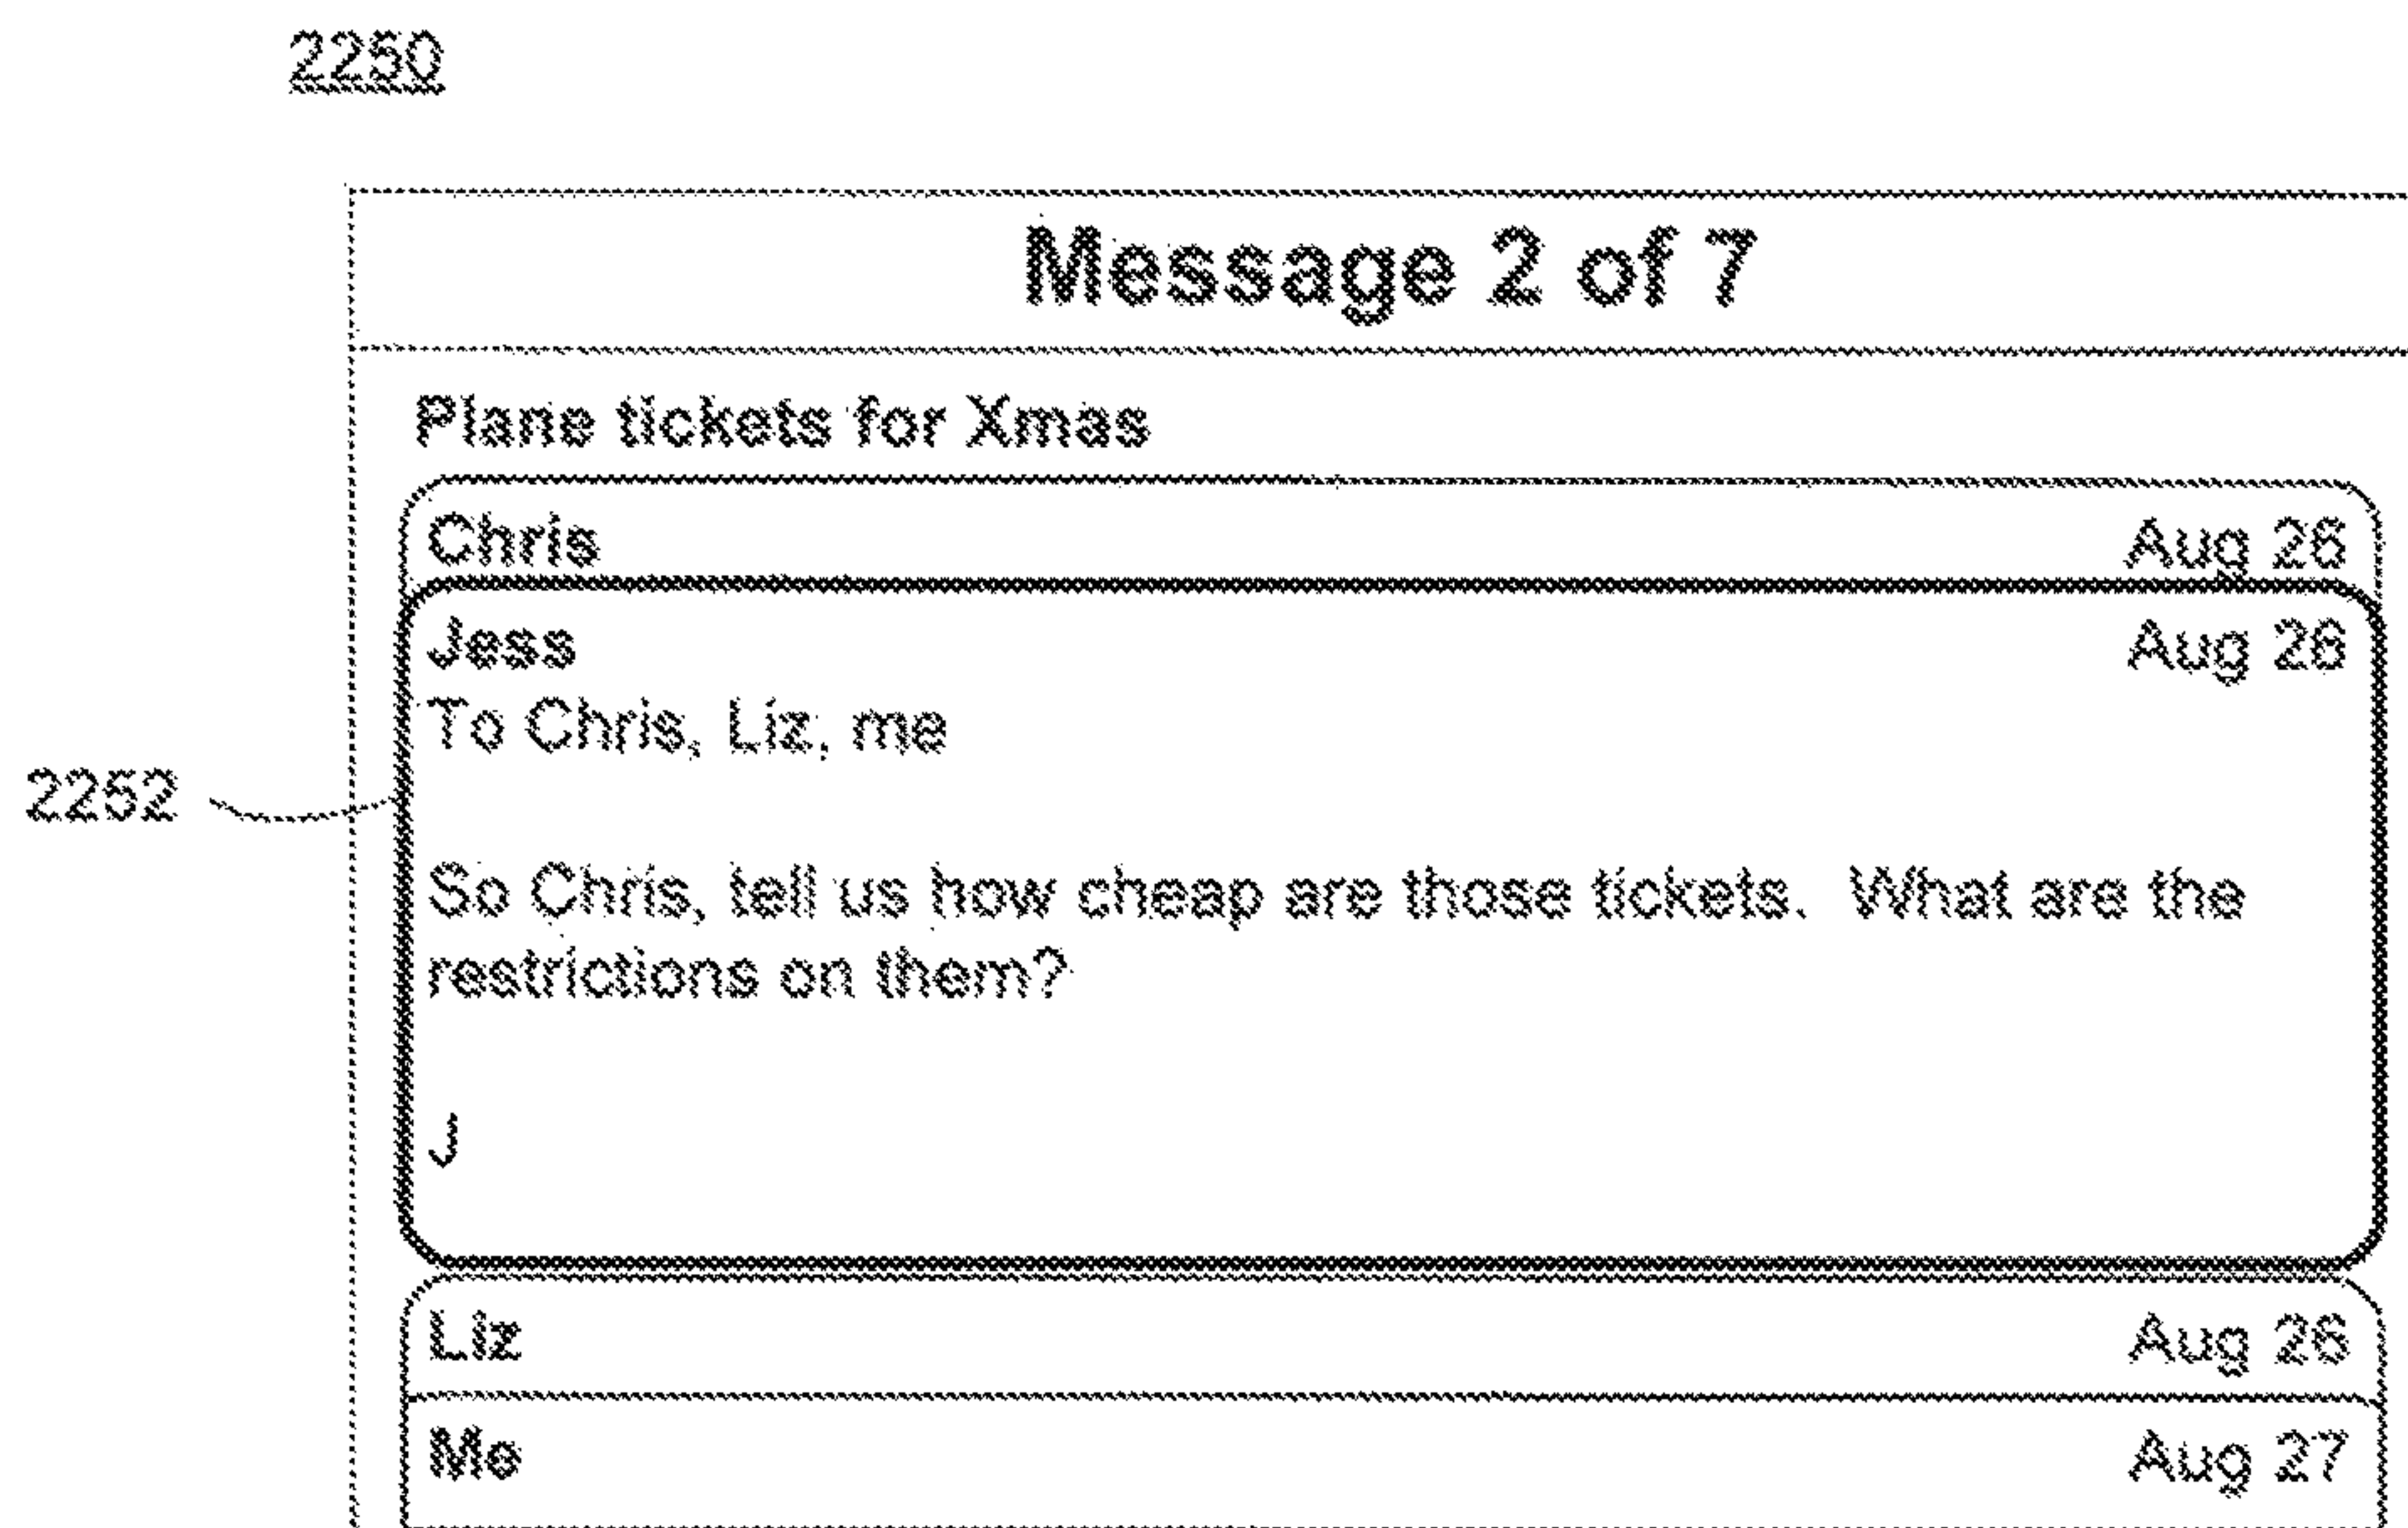 2250
Message 2 of 7
Plane tickets for Xmas
Chris Aug 26
Jess Aug 26
To Chris, Liz, me
2252
So Chris, tell us how cheap are those tickets. What are the
restrictions on them?
J
Liz Aug 26
Me Aug 27